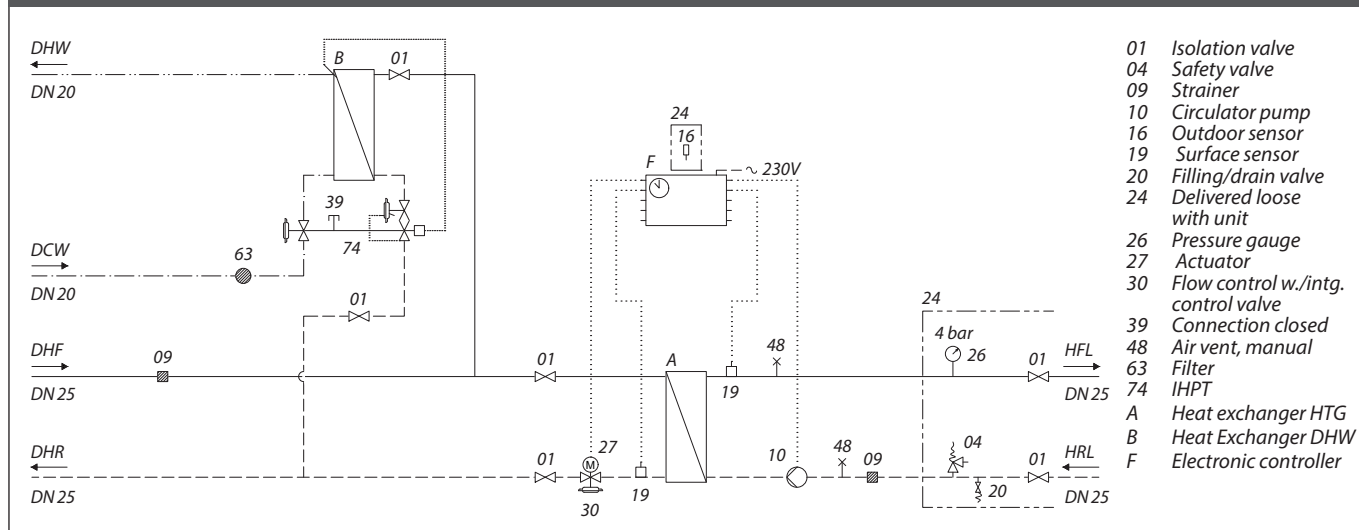 DHW
DN 20
B
01
39
74
DCW
DN 20
63
01
DHF
DN 25
09
01
DHR
DN 25
01
27
M
30
19
A
19
48
F
24
16
~ 230V
10
48
09
24
4 bar
26
01
HFL
DN 25
04
20
01
HRL
DN 25
01 Isolation valve
04 Safety valve
09 Strainer
10 Circulator pump
16 Outdoor sensor
19 Surface sensor
20 Filling/drain valve
24 Delivered loose
with unit
26 Pressure gauge
27 Actuator
30 Flow control w./intg.
control valve
39 Connection closed
48 Air vent, manual
63 Filter
74 IHPT
A Heat exchanger HTG
B Heat Exchanger DHW
F Electronic controller